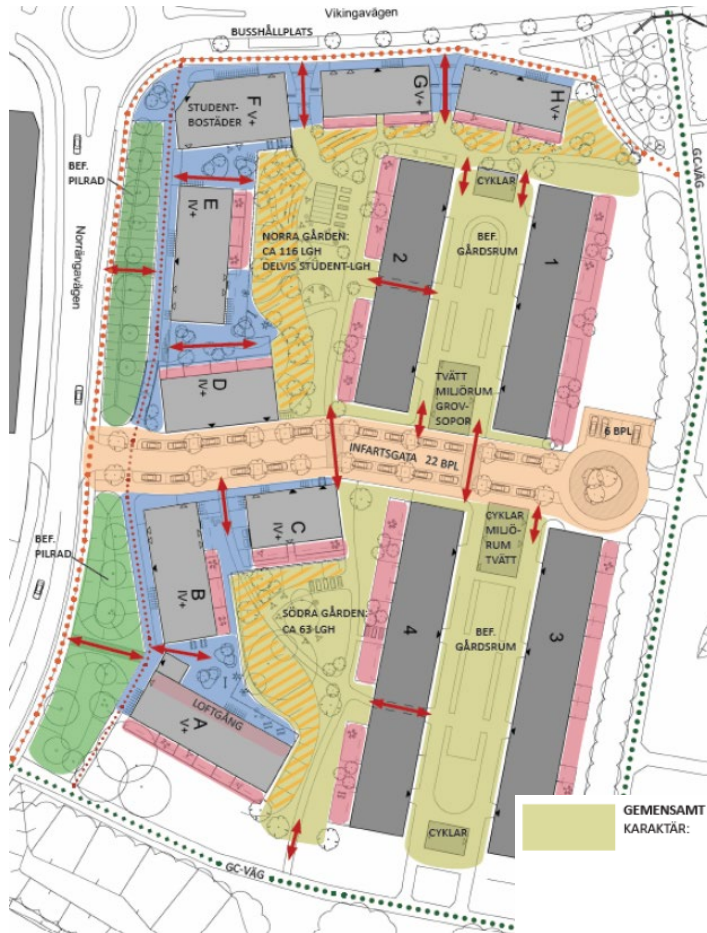 Vikingavägen
BUSSHÅLLPLATS
F
V+
STUDENT-
BOSTÄDER
G
V+
H
V+
BEF.
PILRAD
CYKLAR
GC-VÄG
E
IV+
Norrängavägen
NORRA GÅRDEN:
CA 116 LGH
DELVIS STUDENT-LGH
2
BEF.
GÅRDSRUM
1
D
IV+
TVÄTT
MILJÖRUM
GROV-
SOPOR
6 BPL
INFARTSGATA 22 BPL
C
IV+
CYKLAR
MILJÖ-
RUM
TVÄTT
BEF.
PILRAD
B
IV+
SÖDRA GÅRDEN:
CA 63 LGH
4
BEF.
GÅRDSRUM
3
LOFTGÅNG
A
V+
CYKLAR
GEMENSAMT
KARAKTÄR:
GC-VÄG